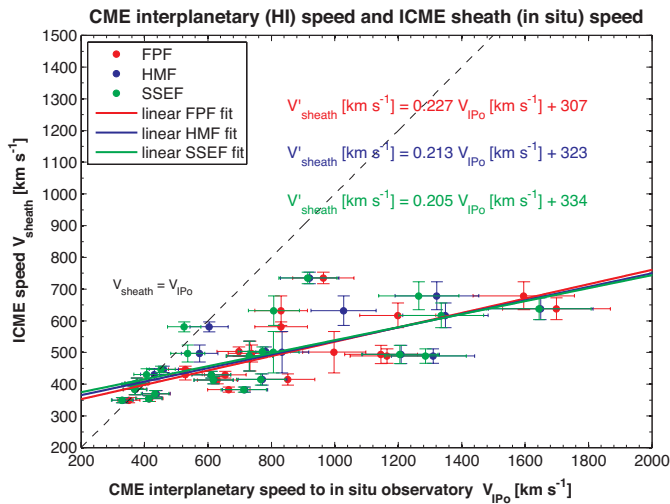 CME interplanetary (HI) speed and ICME sheath (in situ) speed
1500
1400
1300
1200
1100
1000
900
800
700
600
500
400
300
200
ICME speed V_sheath [km s⁻¹]
FPF
HMF
SSEF
linear FPF fit
linear HMF fit
linear SSEF fit
V'_sheath [km s⁻¹] = 0.227 V_IPo [km s⁻¹] + 307
V'_sheath [km s⁻¹] = 0.213 V_IPo [km s⁻¹] + 323
V'_sheath [km s⁻¹] = 0.205 V_IPo [km s⁻¹] + 334
V_sheath = V_IPo
200 400 600 800 1000 1200 1400 1600 1800 2000
CME interplanetary speed to in situ observatory V_IPo [km s⁻¹]